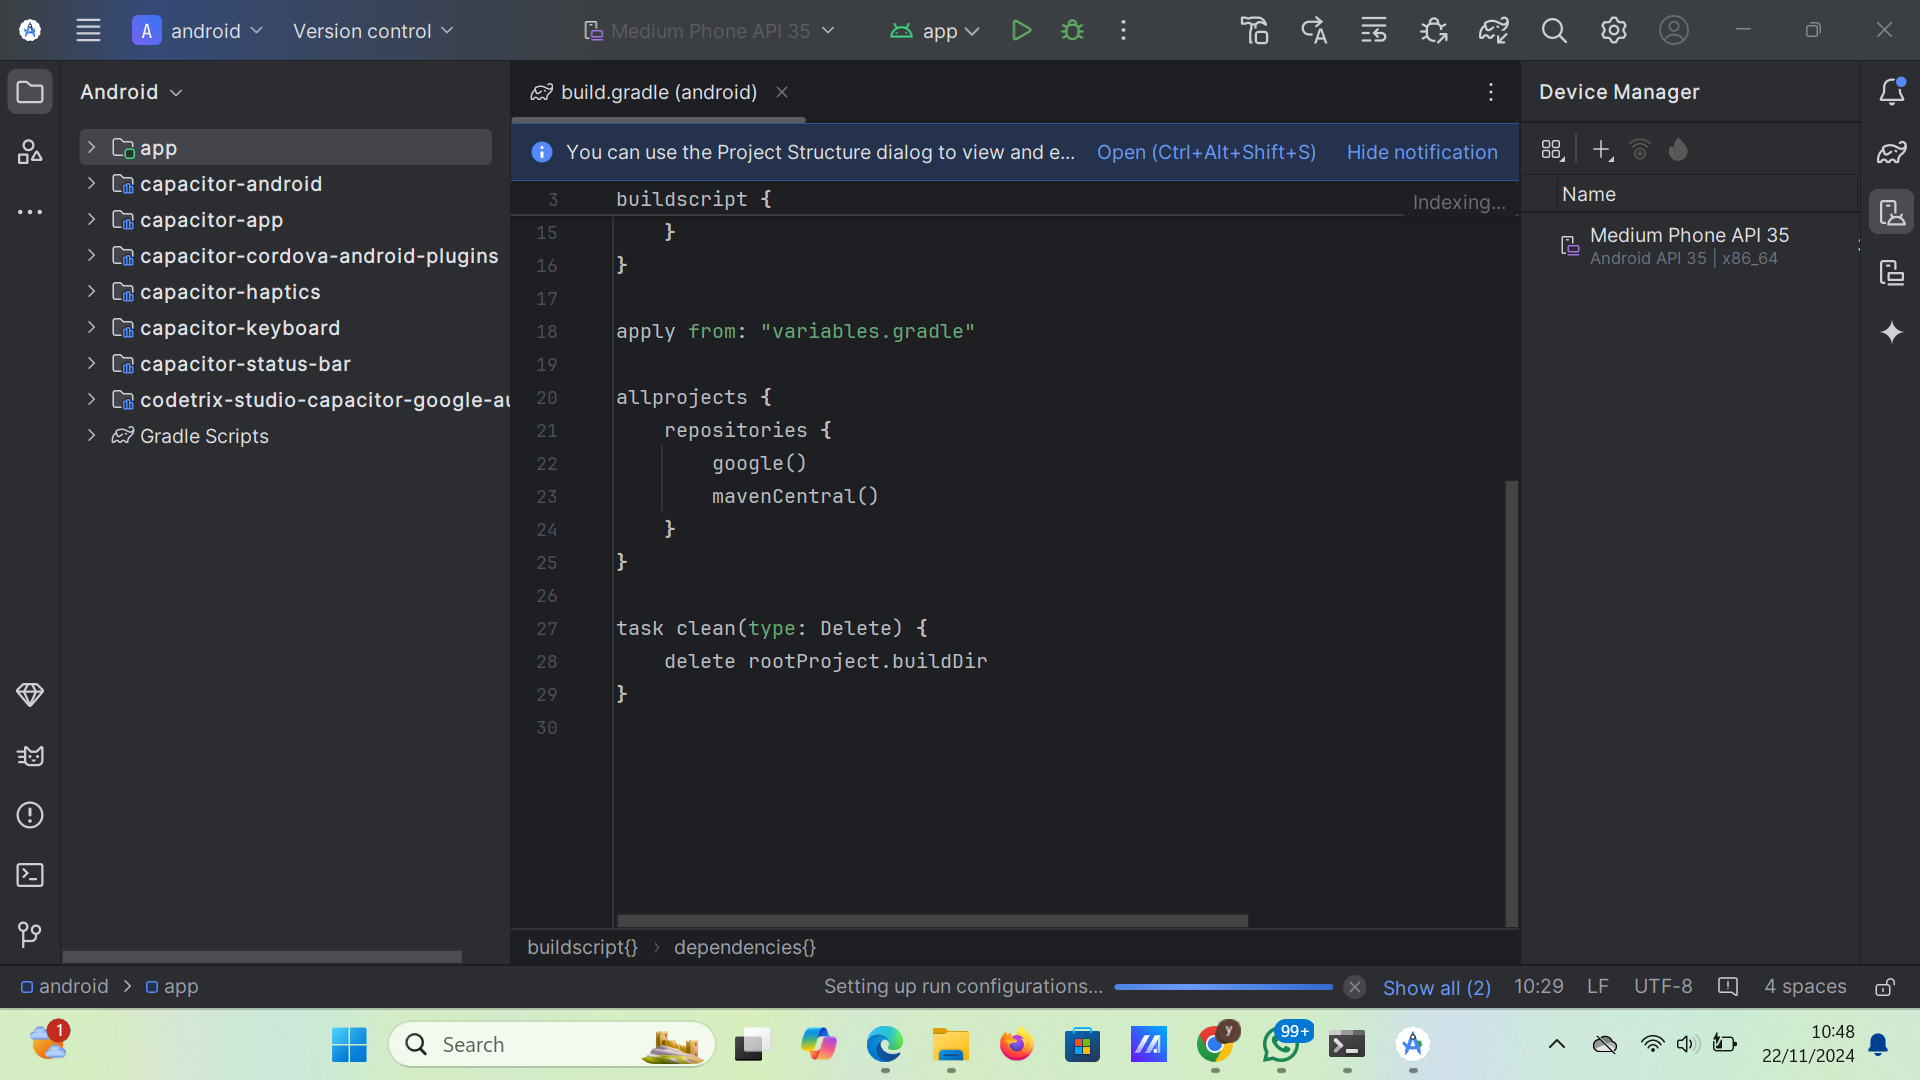 A android Version control Medium Phone API 35 app
Android
app
capacitor-android
capacitor-app
capacitor-cordova-android-plugins
capacitor-haptics
capacitor-keyboard
capacitor-status-bar
codetrix-studio-capacitor-google-au
Gradle Scripts
build.gradle (android)
You can use the Project Structure dialog to view and e... Open (Ctrl+Alt+Shift+S) Hide notification
3 buildscript {
Indexing...
15 }
16 }
17
18 apply from: "variables.gradle"
19
20 allprojects {
21 repositories {
22 google()
23 mavenCentral()
24 }
25 }
26
27 task clean(type: Delete) {
28 delete rootProject.buildDir
29 }
30
buildscript{} › dependencies{}
Device Manager
Name
Medium Phone API 35
Android API 35 | x86_64
android > app
Setting up run configurations... Show all (2) 10:29 LF UTF-8 4 spaces
1
Search
y
99+
10:48
22/11/2024